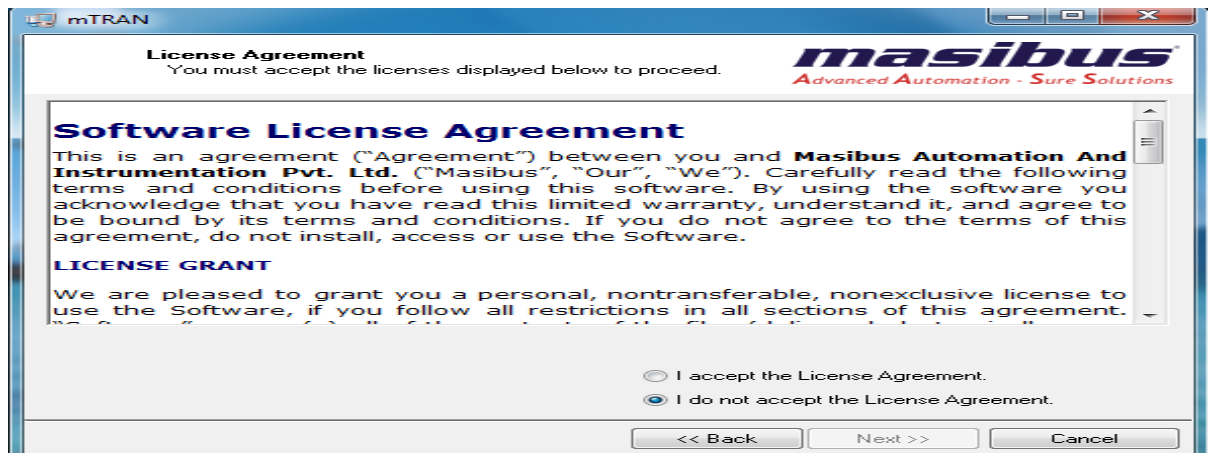 mTRAN
License Agreement
You must accept the licenses displayed below to proceed.
masibus
Advanced Automation - Sure Solutions
Software License Agreement
This is an agreement (“Agreement”) between you and Masibus Automation And
Instrumentation Pvt. Ltd. (“Masibus”, “Our”, “We”). Carefully read the following
terms and conditions before using this software. By using the software you
acknowledge that you have read this limited warranty, understand it, and agree to
be bound by its terms and conditions. If you do not agree to the terms of this
agreement, do not install, access or use the Software.
LICENSE GRANT
We are pleased to grant you a personal, nontransferable, nonexclusive license to
use the Software, if you follow all restrictions in all sections of this agreement.
I accept the License Agreement.
I do not accept the License Agreement.
<< Back
Next >>
Cancel